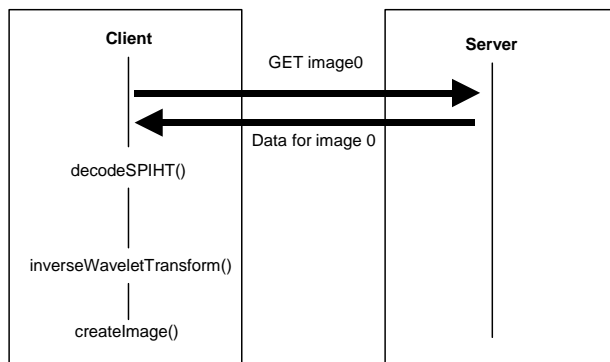 Client
Server
GET image0
Data for image 0
decodeSPIHT()
inverseWaveletTransform()
createImage()